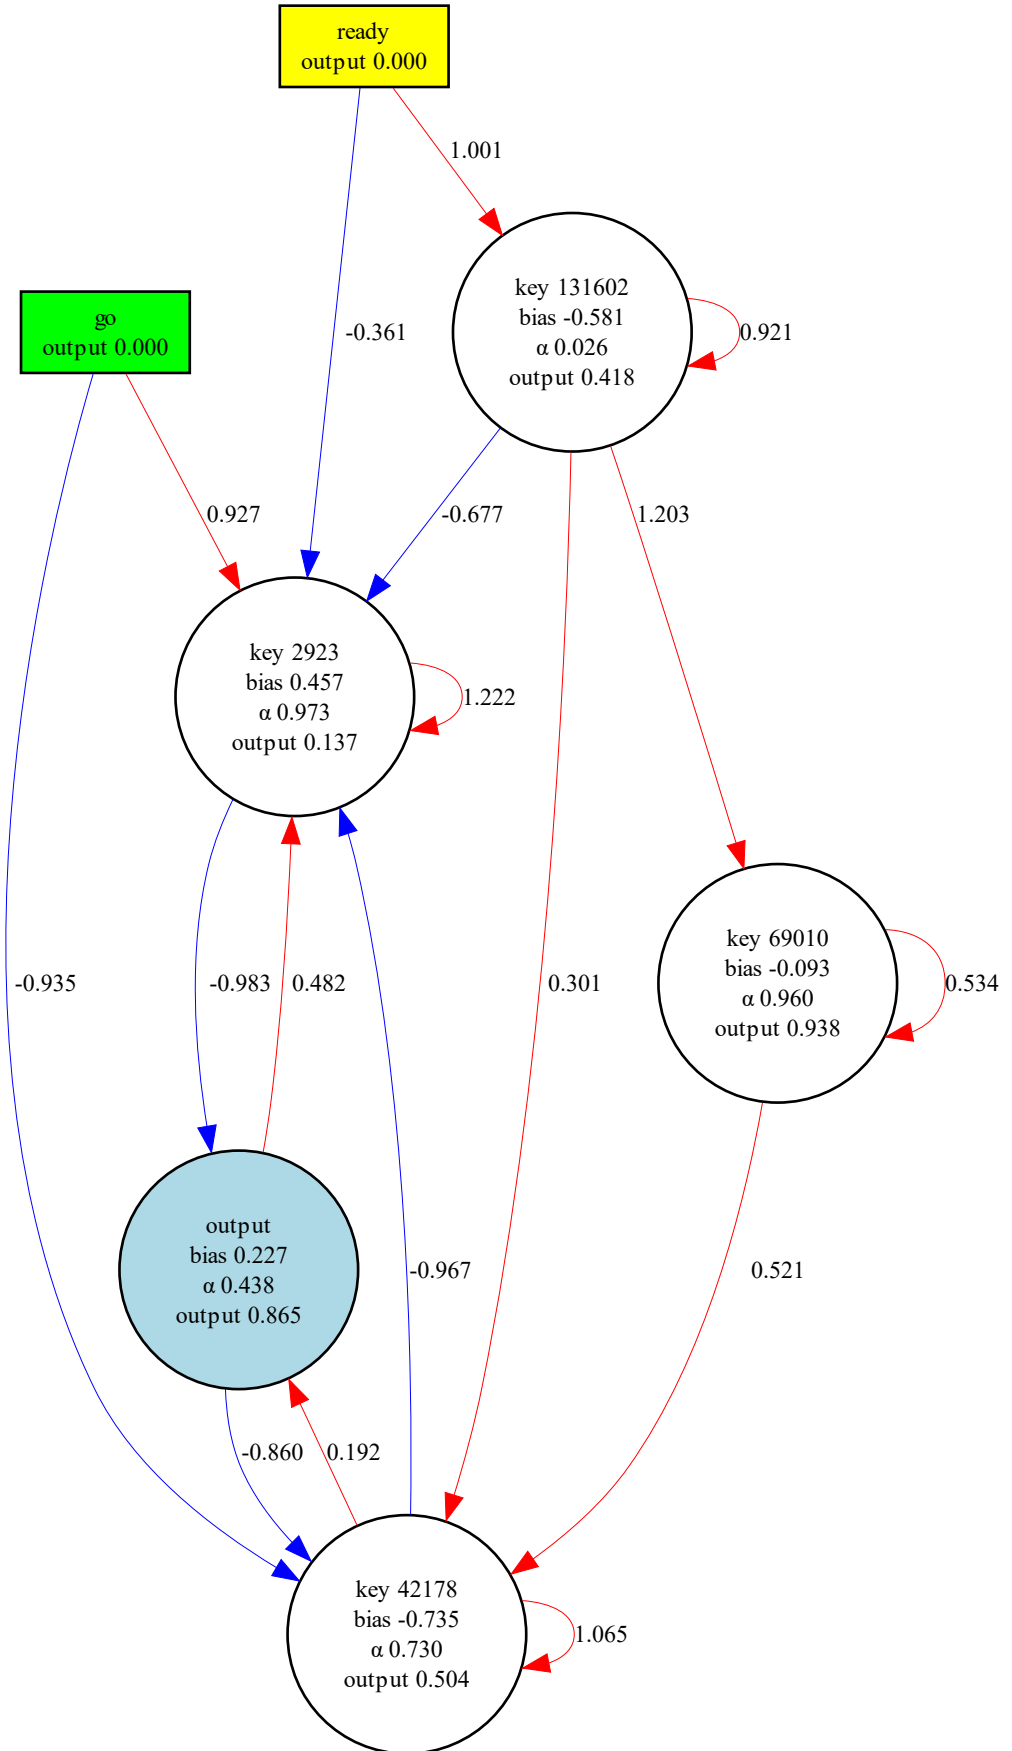 ready
output 0.000
1.001
key 131602
bias -0.581
α 0.026
output 0.418
0.921
go
output 0.000
-0.361
0.927
-0.677
1.203
key 2923
bias 0.457
α 0.973
output 0.137
1.222
key 69010
bias -0.093
α 0.960
output 0.938
0.534
-0.935
-0.983
0.482
0.301
output
bias 0.227
α 0.438
output 0.865
-0.967
0.521
-0.860
0.192
key 42178
bias -0.735
α 0.730
output 0.504
1.065